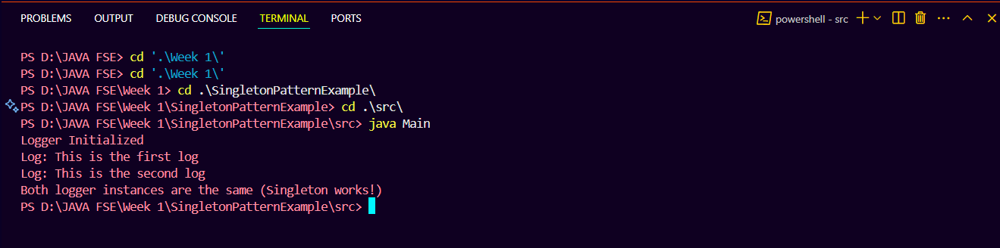 PROBLEMS OUTPUT DEBUG CONSOLE TERMINAL PORTS powershell - src
PS D:\JAVA FSE> cd '.\Week 1\'
PS D:\JAVA FSE> cd '.\Week 1\'
PS D:\JAVA FSE\Week 1> cd .\SingletonPatternExample\
PS D:\JAVA FSE\Week 1\SingletonPatternExample> cd .\src\
PS D:\JAVA FSE\Week 1\SingletonPatternExample\src> java Main
Logger Initialized
Log: This is the first log
Log: This is the second log
Both logger instances are the same (Singleton works!)
PS D:\JAVA FSE\Week 1\SingletonPatternExample\src>